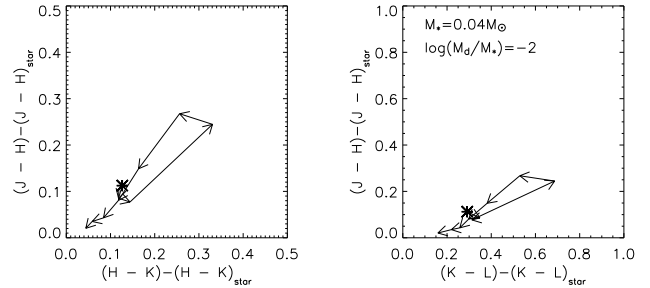 0.5
0.4
0.3
0.2
0.1
0.0
(J − H)−(J − H)star
0.0 0.1 0.2 0.3 0.4 0.5
(H − K)−(H − K)star
1.0
0.8
0.6
0.4
0.2
0.0
(J − H)−(J − H)star
M*=0.04M⊙
log(Md/M*)=−2
0.0 0.2 0.4 0.6 0.8 1.0
(K − L)−(K − L)star